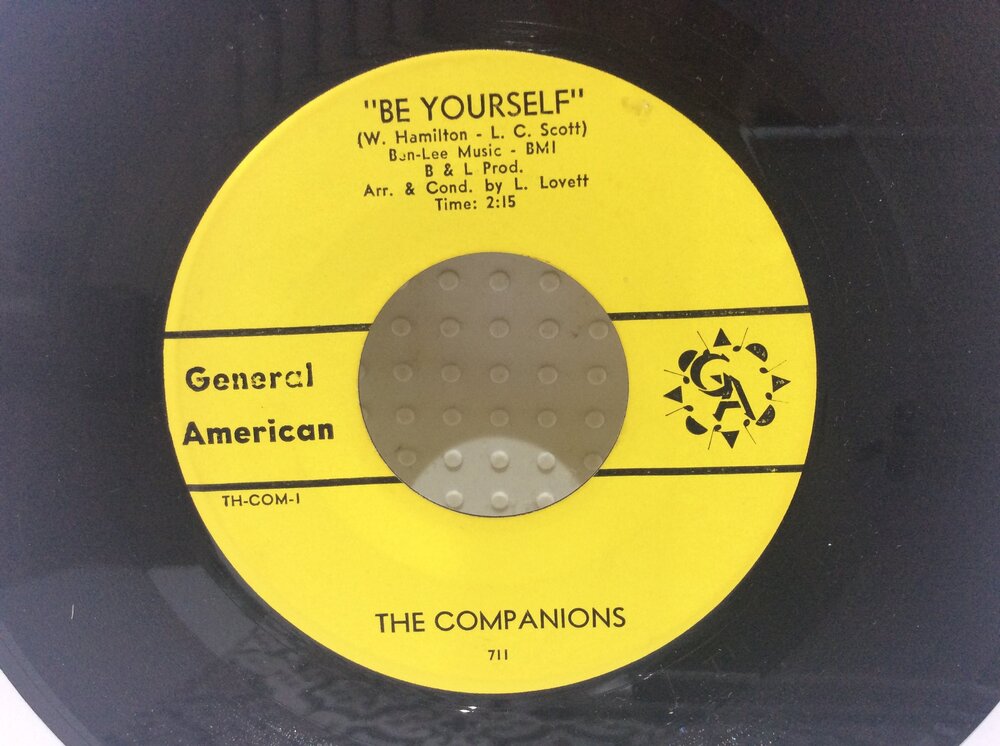 "BE YOURSELF"
(W. Hamilton - L. C. Scott)
Ben-Lee Music - BMI
B & L Prod.
Arr. & Cond. by L. Lovett
Time: 2:15
General
American
GA
TH-COM-1
THE COMPANIONS
711